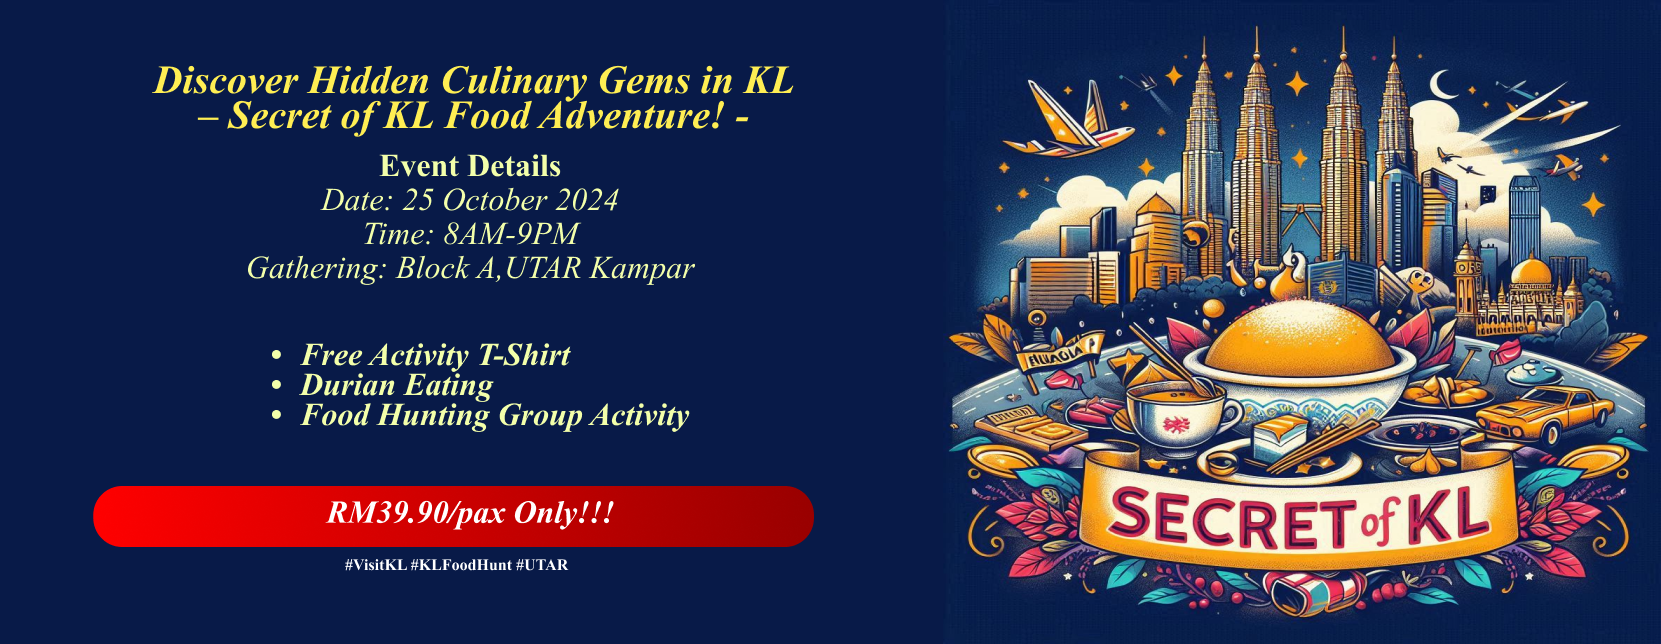 Discover Hidden Culinary Gems in KL
– Secret of KL Food Adventure! -
Event Details
Date: 25 October 2024
Time: 8AM-9PM
Gathering: Block A,UTAR Kampar
• Free Activity T-Shirt
• Durian Eating
• Food Hunting Group Activity
RM39.90/pax Only!!!
#VisitKL #KLFoodHunt #UTAR
SECRET of KL